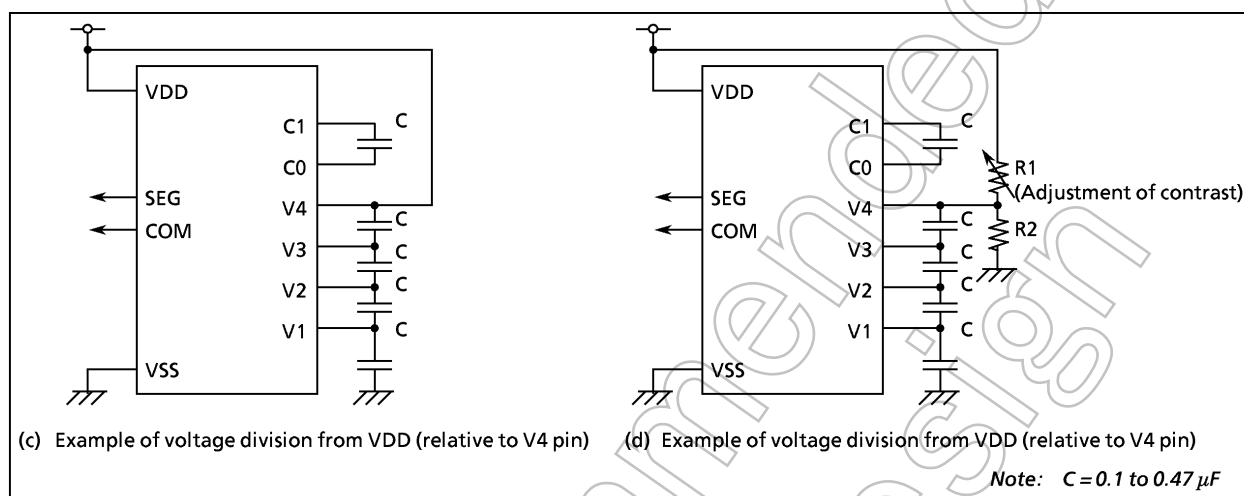 VDD
C1
C
C0
SEG
V4
COM
C
V3
C
V2
C
V1
C
VSS
(c) Example of voltage division from VDD (relative to V4 pin)
VDD
C1
C
C0
R1
(Adjustment of contrast)
SEG
V4
COM
C
R2
V3
C
V2
C
V1
C
VSS
(d) Example of voltage division from VDD (relative to V4 pin)
Note: C = 0.1 to 0.47 μF